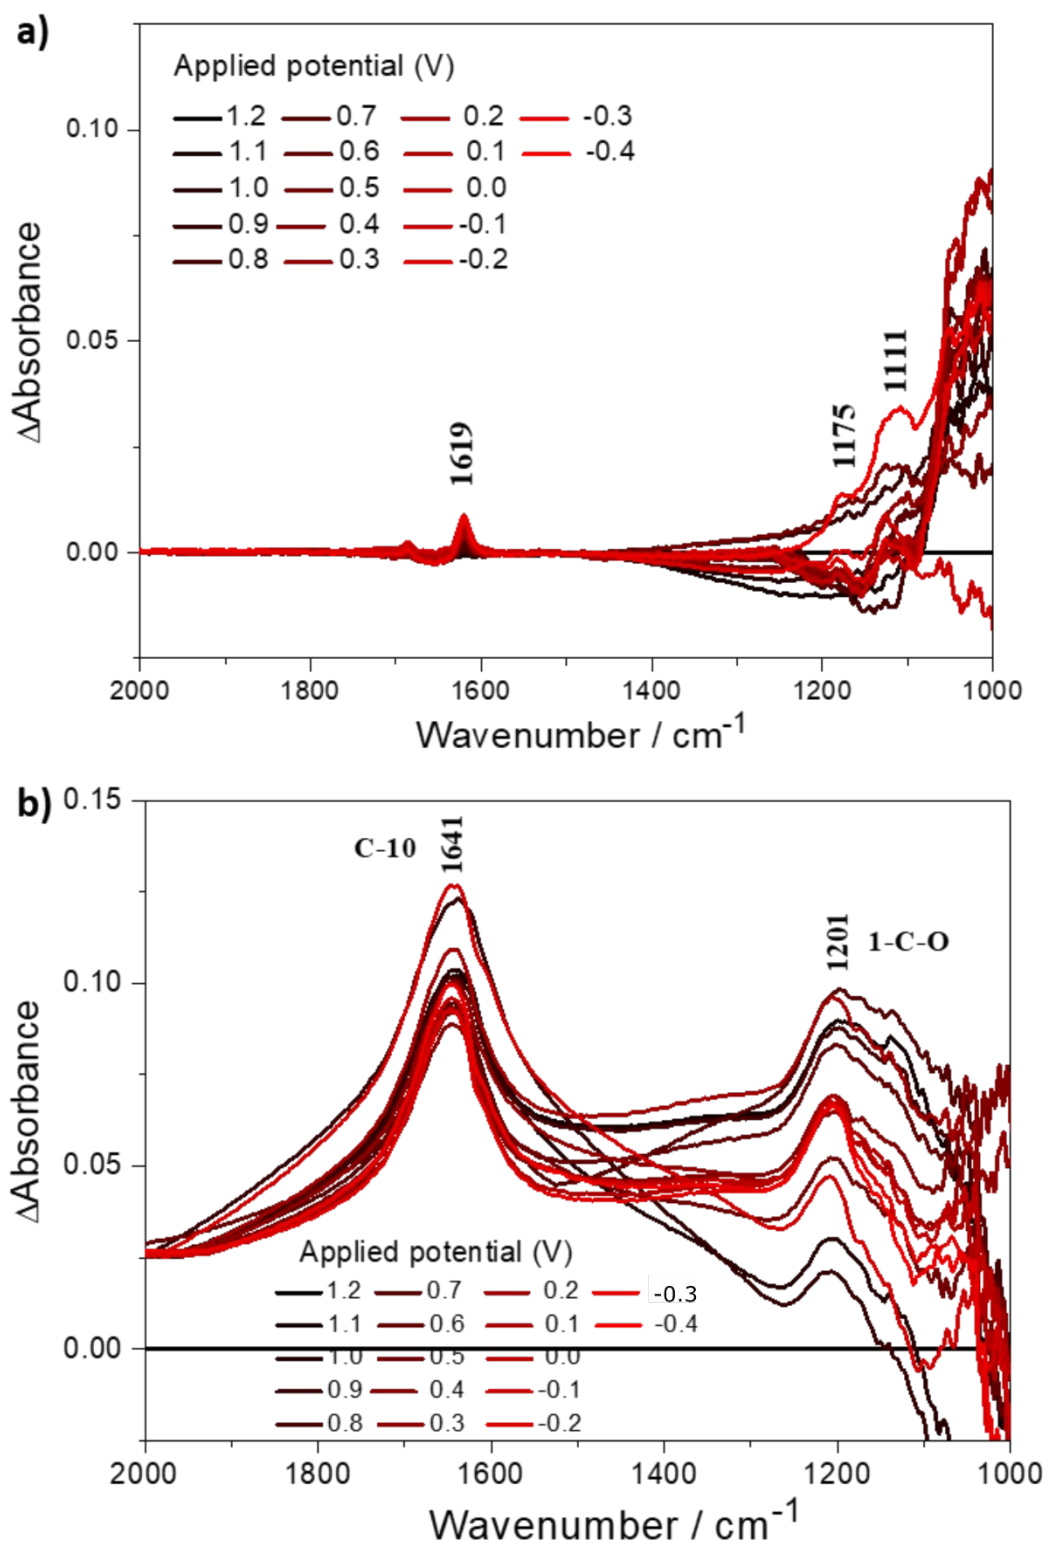 a)
Applied potential (V)
1.2 0.7 0.2 -0.3
1.1 0.6 0.1 -0.4
1.0 0.5 0.0
0.9 0.4 -0.1
0.8 0.3 -0.2
0.10
0.05
0.00
ΔAbsorbance
1619
1175
1111
2000 1800 1600 1400 1200 1000
Wavenumber / cm-1
b)
0.15
0.10
0.05
0.00
ΔAbsorbance
C-10
1641
1201
1-C-O
Applied potential (V)
1.2 0.7 0.2 -0.3
1.1 0.6 0.1 -0.4
1.0 0.5 0.0
0.9 0.4 -0.1
0.8 0.3 -0.2
2000 1800 1600 1400 1200 1000
Wavenumber / cm-1